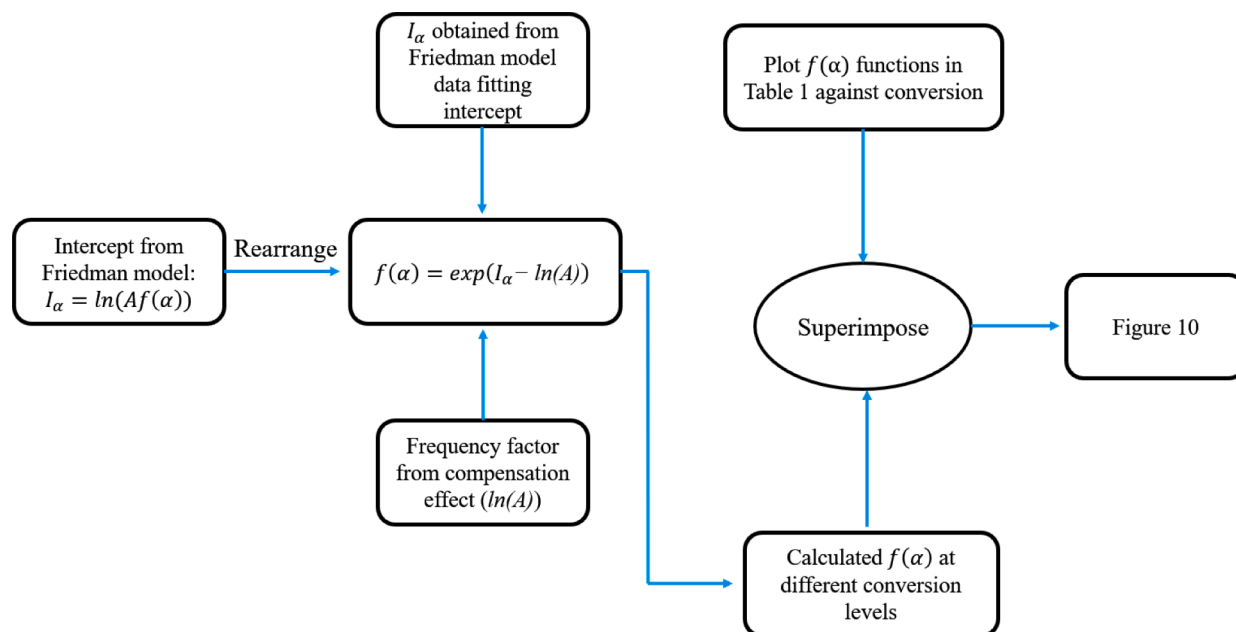 𝐼𝛼 obtained from
Friedman model
data fitting
intercept
Plot 𝑓(α) functions in
Table 1 against conversion
Intercept from
Friedman model:
𝐼𝛼 = 𝑙𝑛(𝐴𝑓(𝛼))
Rearrange
𝑓(𝛼) = 𝑒𝑥𝑝(𝐼𝛼 − ln(A))
Superimpose
Figure 10
Frequency factor
from compensation
effect (ln(A))
Calculated 𝑓(𝛼) at
different conversion
levels